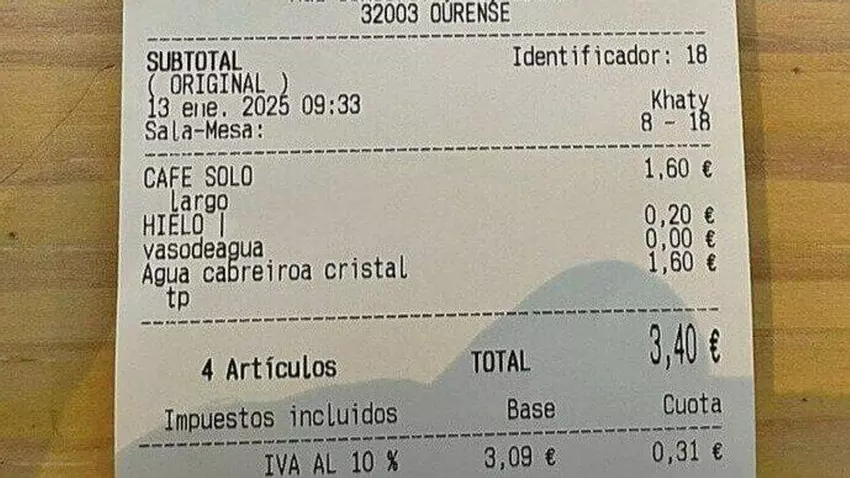 32003 OURENSE
SUBTOTAL Identificador: 18
( ORIGINAL )
13 ene. 2025 09:33 Khaty
Sala-Mesa: 8 - 18
CAFE SOLO 1,60 €
largo
HIELO | 0,20 €
vasodeagua 0,00 €
Agua cabreiroa cristal 1,60 €
tp
4 Artículos TOTAL 3,40 €
Impuestos incluidos Base Cuota
IVA AL 10 % 3,09 € 0,31 €